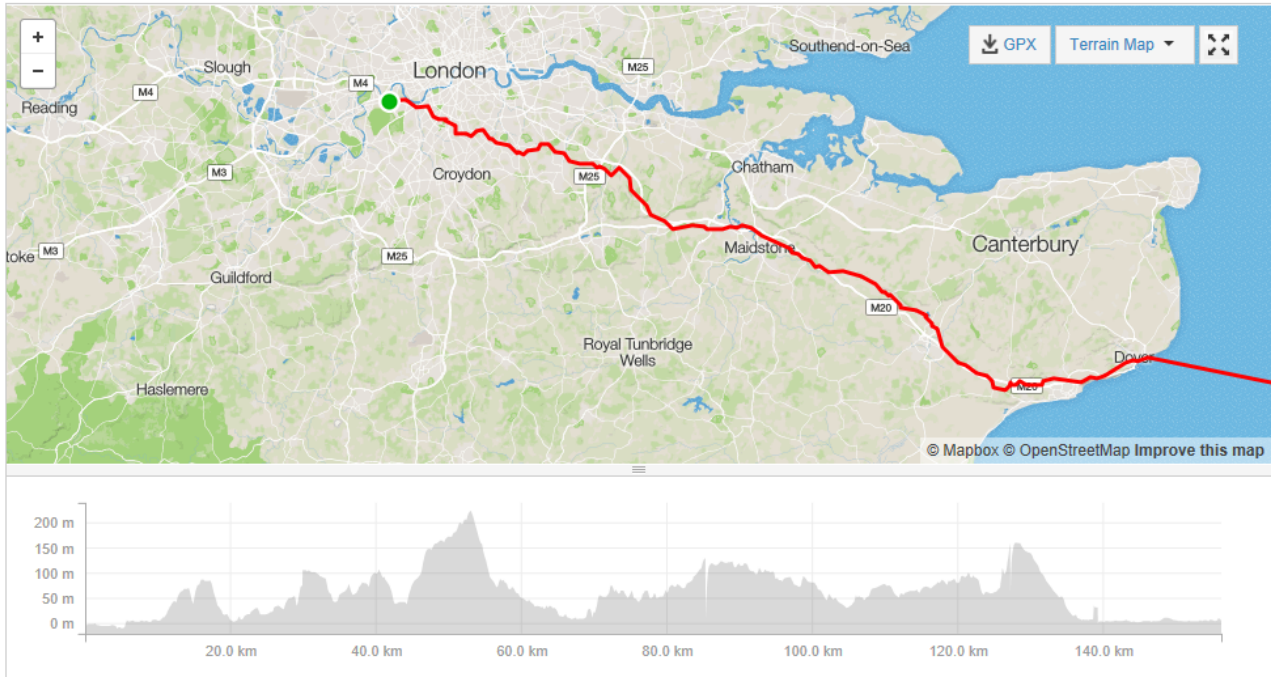 +
−
GPX
Terrain Map
Southend-on-Sea
Slough
London
M25
M4
M4
Reading
M3
Croydon
M25
Chatham
toke
M3
M25
Guildford
Maidstone
Canterbury
M20
Royal Tunbridge
Wells
Dover
Haslemere
M20
© Mapbox © OpenStreetMap Improve this map
200 m
150 m
100 m
50 m
0 m
20.0 km 40.0 km 60.0 km 80.0 km 100.0 km 120.0 km 140.0 km